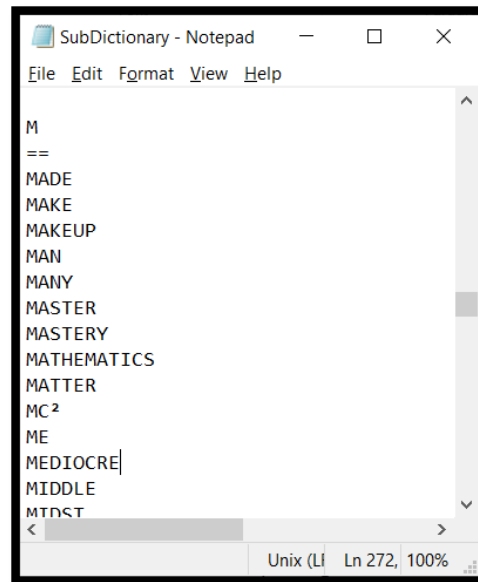 SubDictionary - Notepad
File Edit Format View Help
M
==
MADE
MAKE
MAKEUP
MAN
MANY
MASTER
MASTERY
MATHEMATICS
MATTER
MC²
ME
MEDIOCRE
MIDDLE
MIDST
Unix (LF Ln 272, 100%